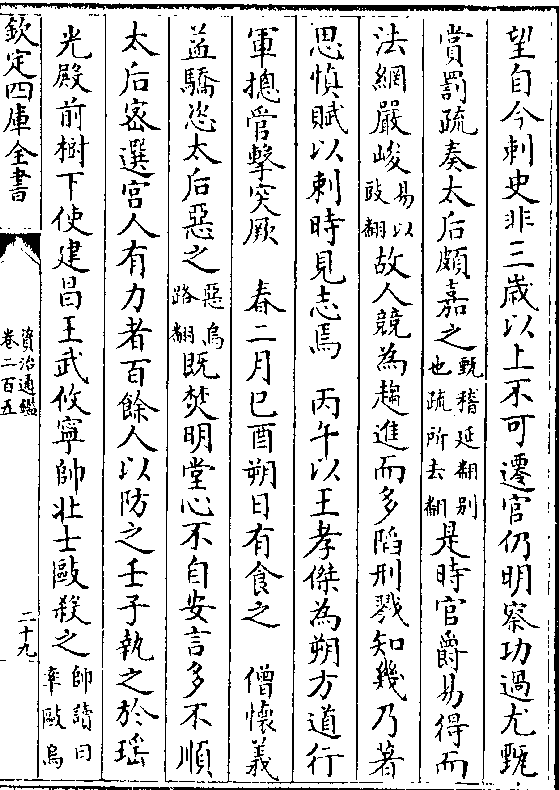 望自今刺史非三歲以上不可遷官仍明察功過尤甄
賞罰疏奏太后頗嘉之甄稽延翻别也疏所去翻是時官爵易得而
法網嚴峻易以豉翻故人競為趨進而多陷刑戮知幾乃著
思慎賦以刺時見志焉　丙午以王孝傑為朔方道行
軍摠管擊突厥　春二月己酉朔日有食之　僧懷義
益驕恣太后惡之惡烏路翻既焚明堂心不自安言多不順
太后密選宫人有力者百餘人以防之壬子執之於瑶
光殿前樹下使建昌王武攸寧帥壯士毆殺之帥讀曰率毆烏
欽定四庫全書
資治通鑑
卷二百五
二十九